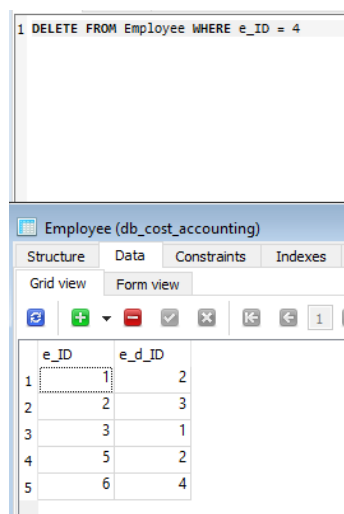 1 DELETE FROM Employee WHERE e_ID = 4
Employee (db_cost_accounting)
Structure Data Constraints Indexes
Grid view Form view
1
e_ID e_d_ID
1 1 2
2 2 3
3 3 1
4 5 2
5 6 4